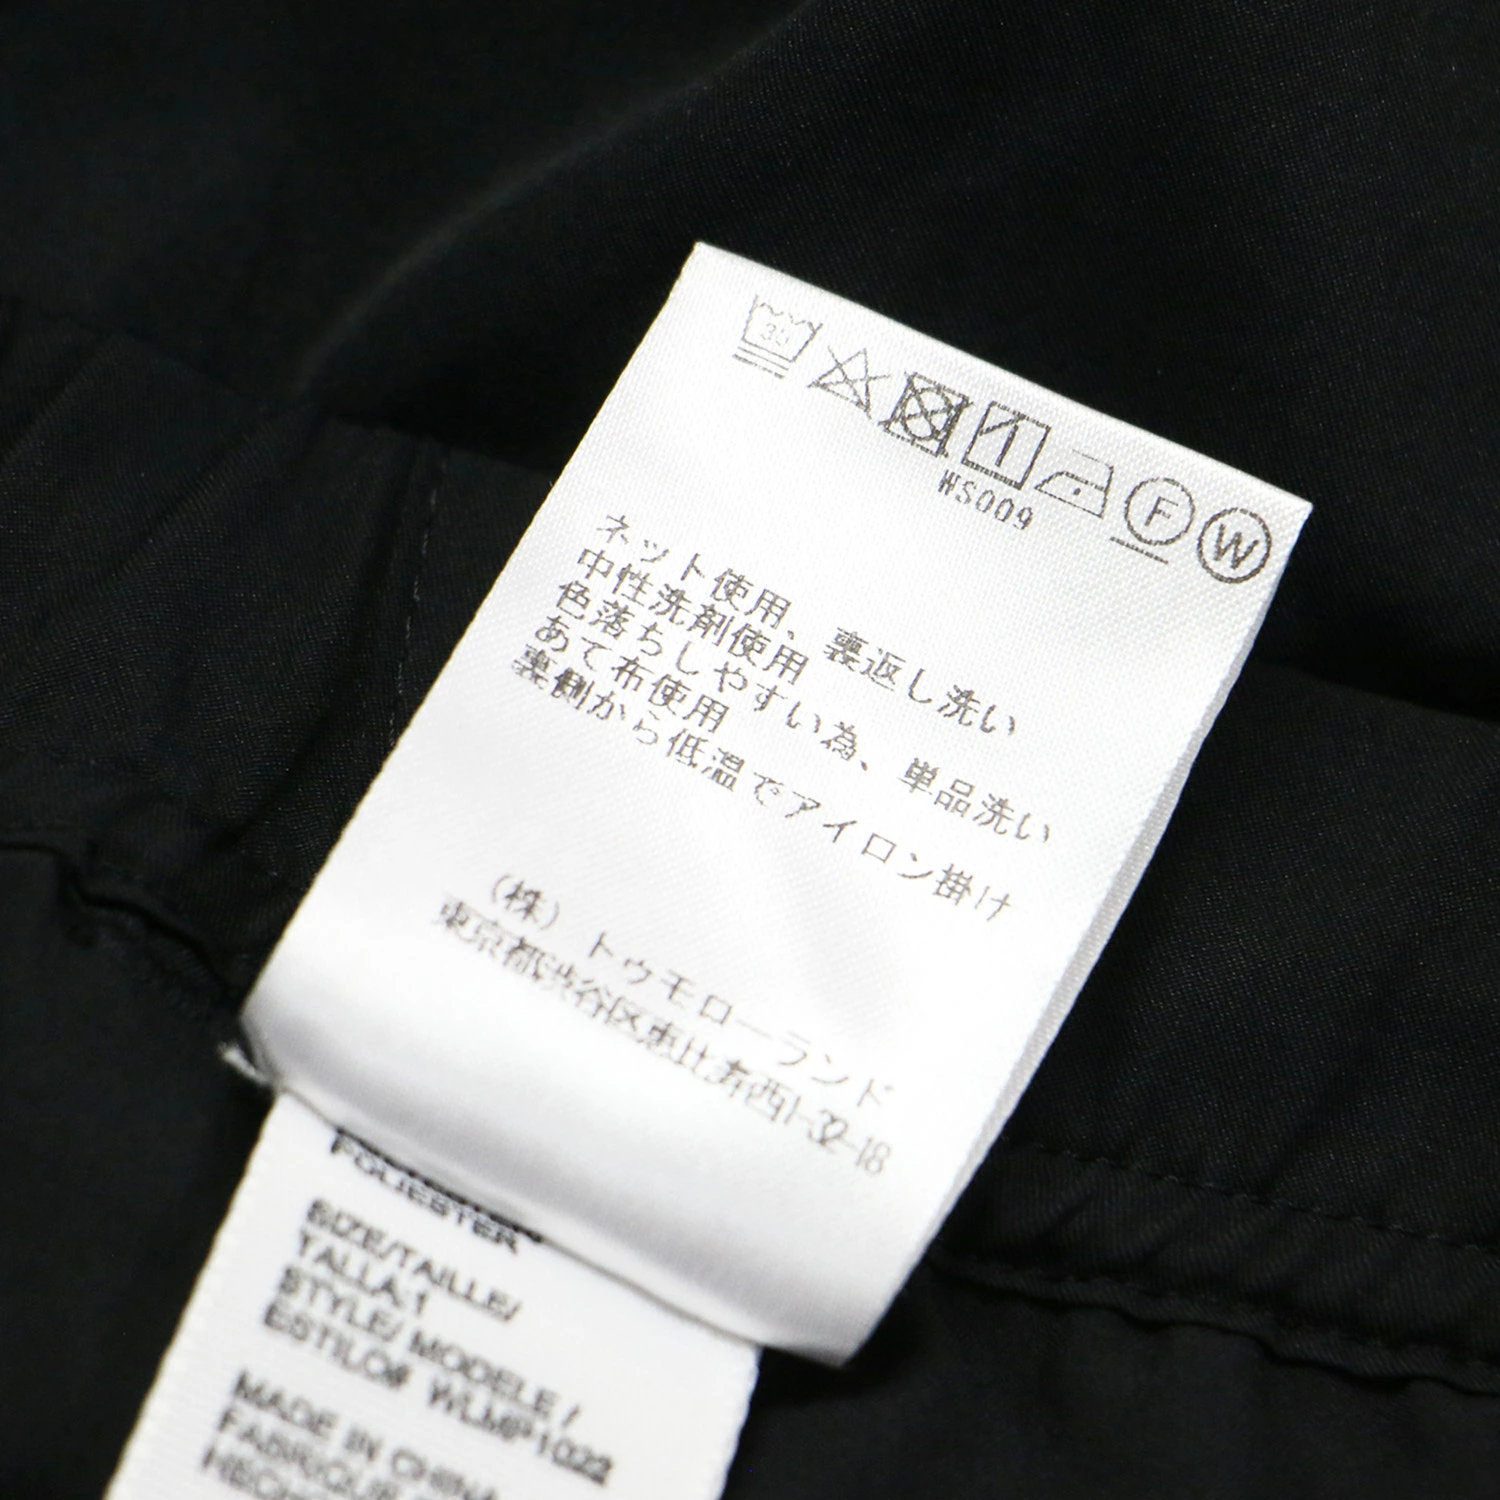 30
F W
WS009
ネット使用、裏返し洗い
中性洗剤使用
色落ちしやすい為、単品洗い
あて布使用
裏側から低温でアイロン掛け
(株)トゥモローランド
東京都渋谷区恵比寿西1-32-18
POLIESTER
SIZE/TAILLE/
TALLA:1
STYLE/ MODELE /
ESTILO# WLMP1022
MADE IN CHINA
FABRIQUE
HECHO